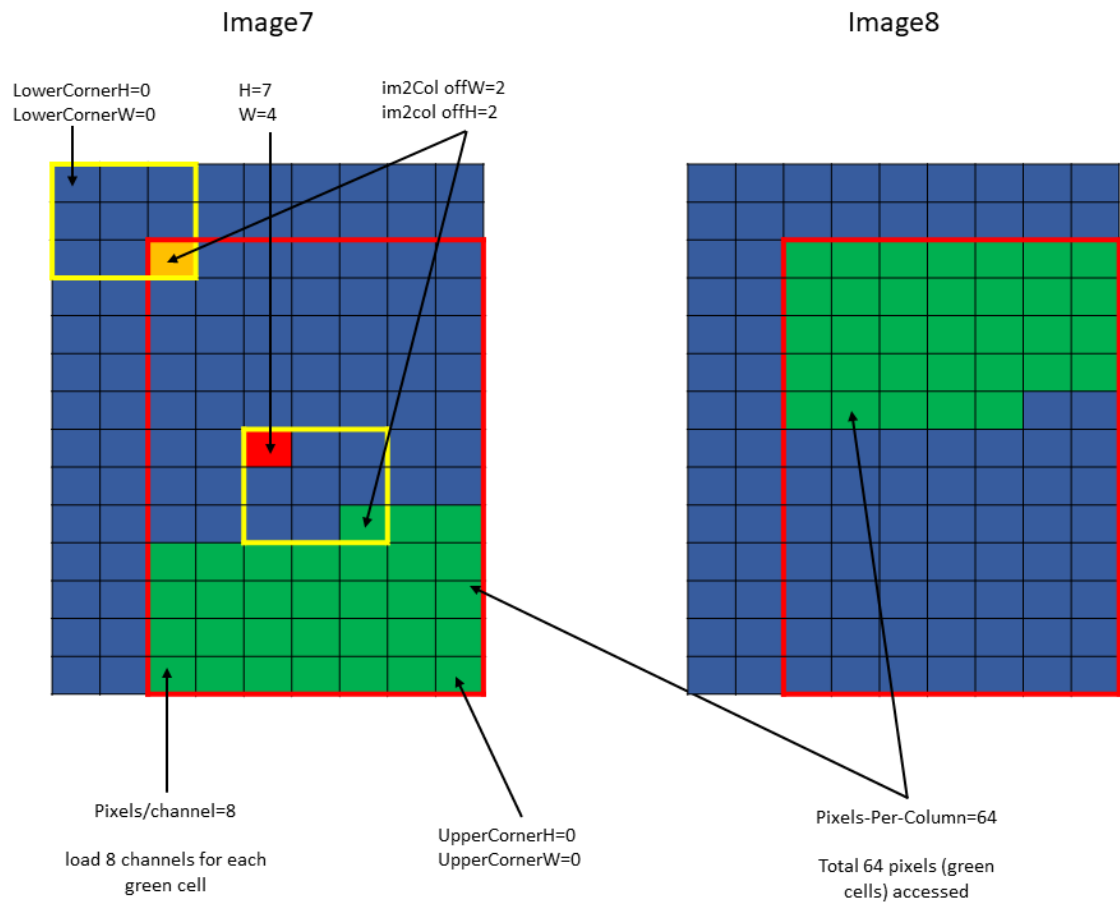 Image7
Image8
LowerCornerH=0
LowerCornerW=0
H=7
W=4
im2Col offW=2
im2col offH=2
Pixels/channel=8
load 8 channels for each
green cell
UpperCornerH=0
UpperCornerW=0
Pixels-Per-Column=64
Total 64 pixels (green
cells) accessed